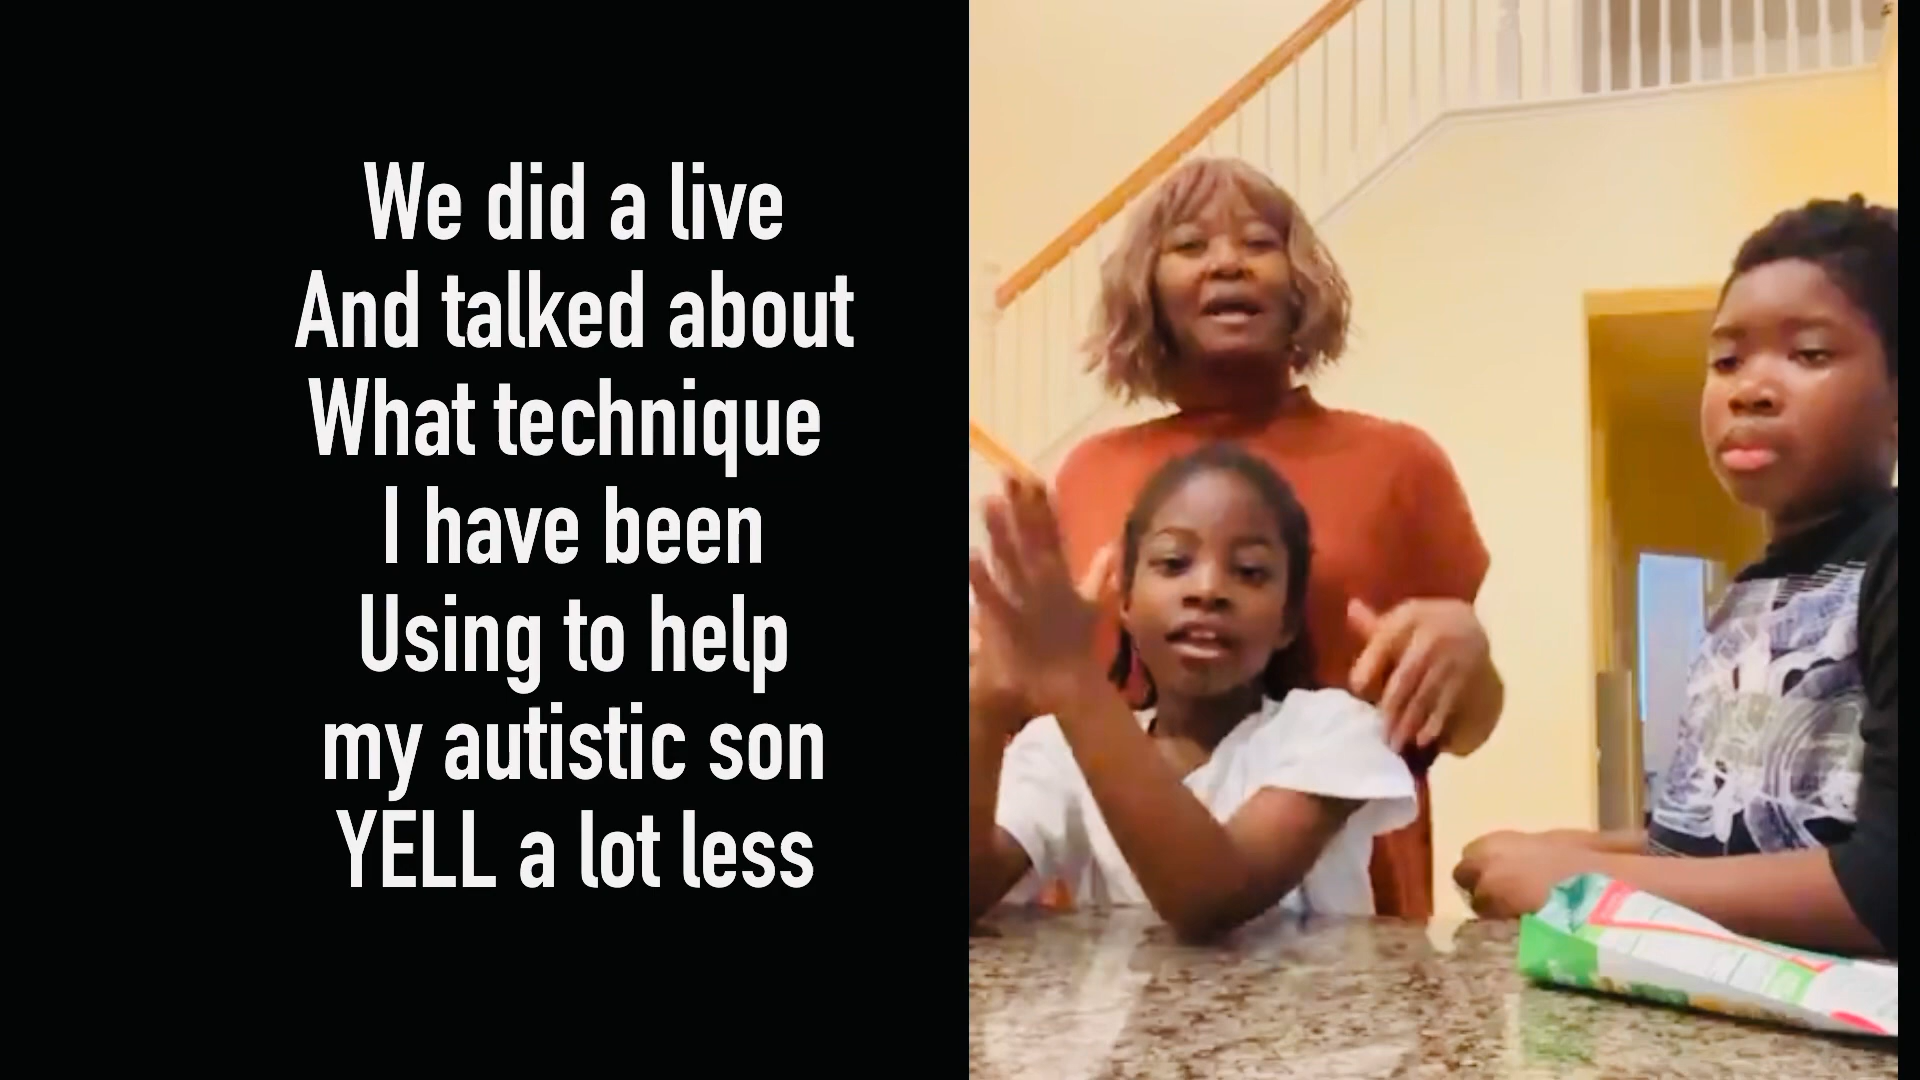 We did a live
And talked about
What technique
I have been
Using to help
my autistic son
YELL a lot less